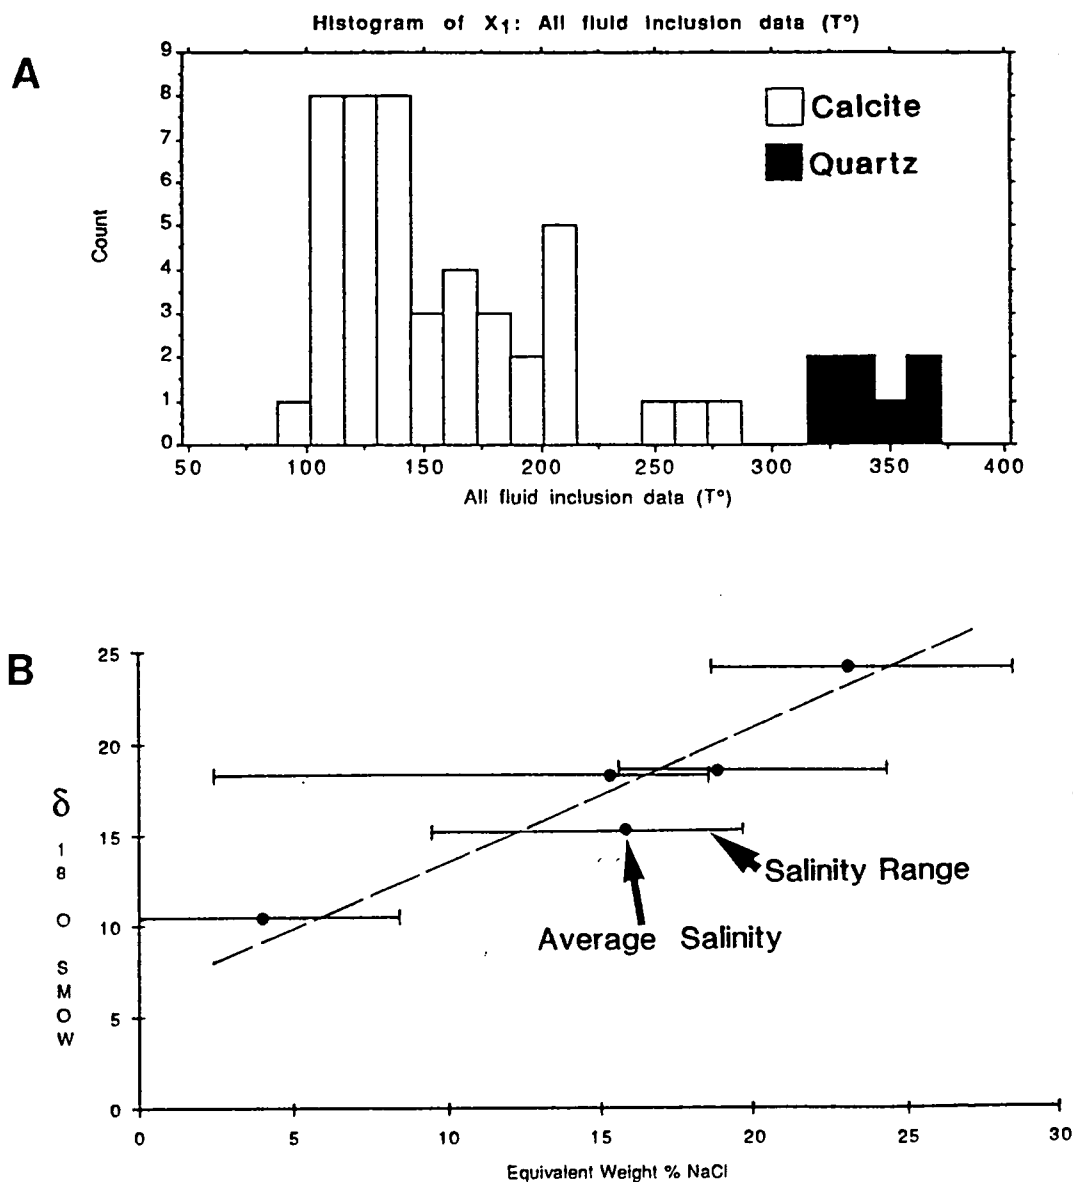 Histogram of X1: All fluid inclusion data (T°)
A
9
8
7
6
5
4
3
2
1
0
Count
Calcite
Quartz
50 100 150 200 250 300 350 400
All fluid inclusion data (T°)
B
25
20
15
10
5
0
δ 18 O SMOW
Salinity Range
Average Salinity
0 5 10 15 20 25 30
Equivalent Weight % NaCl